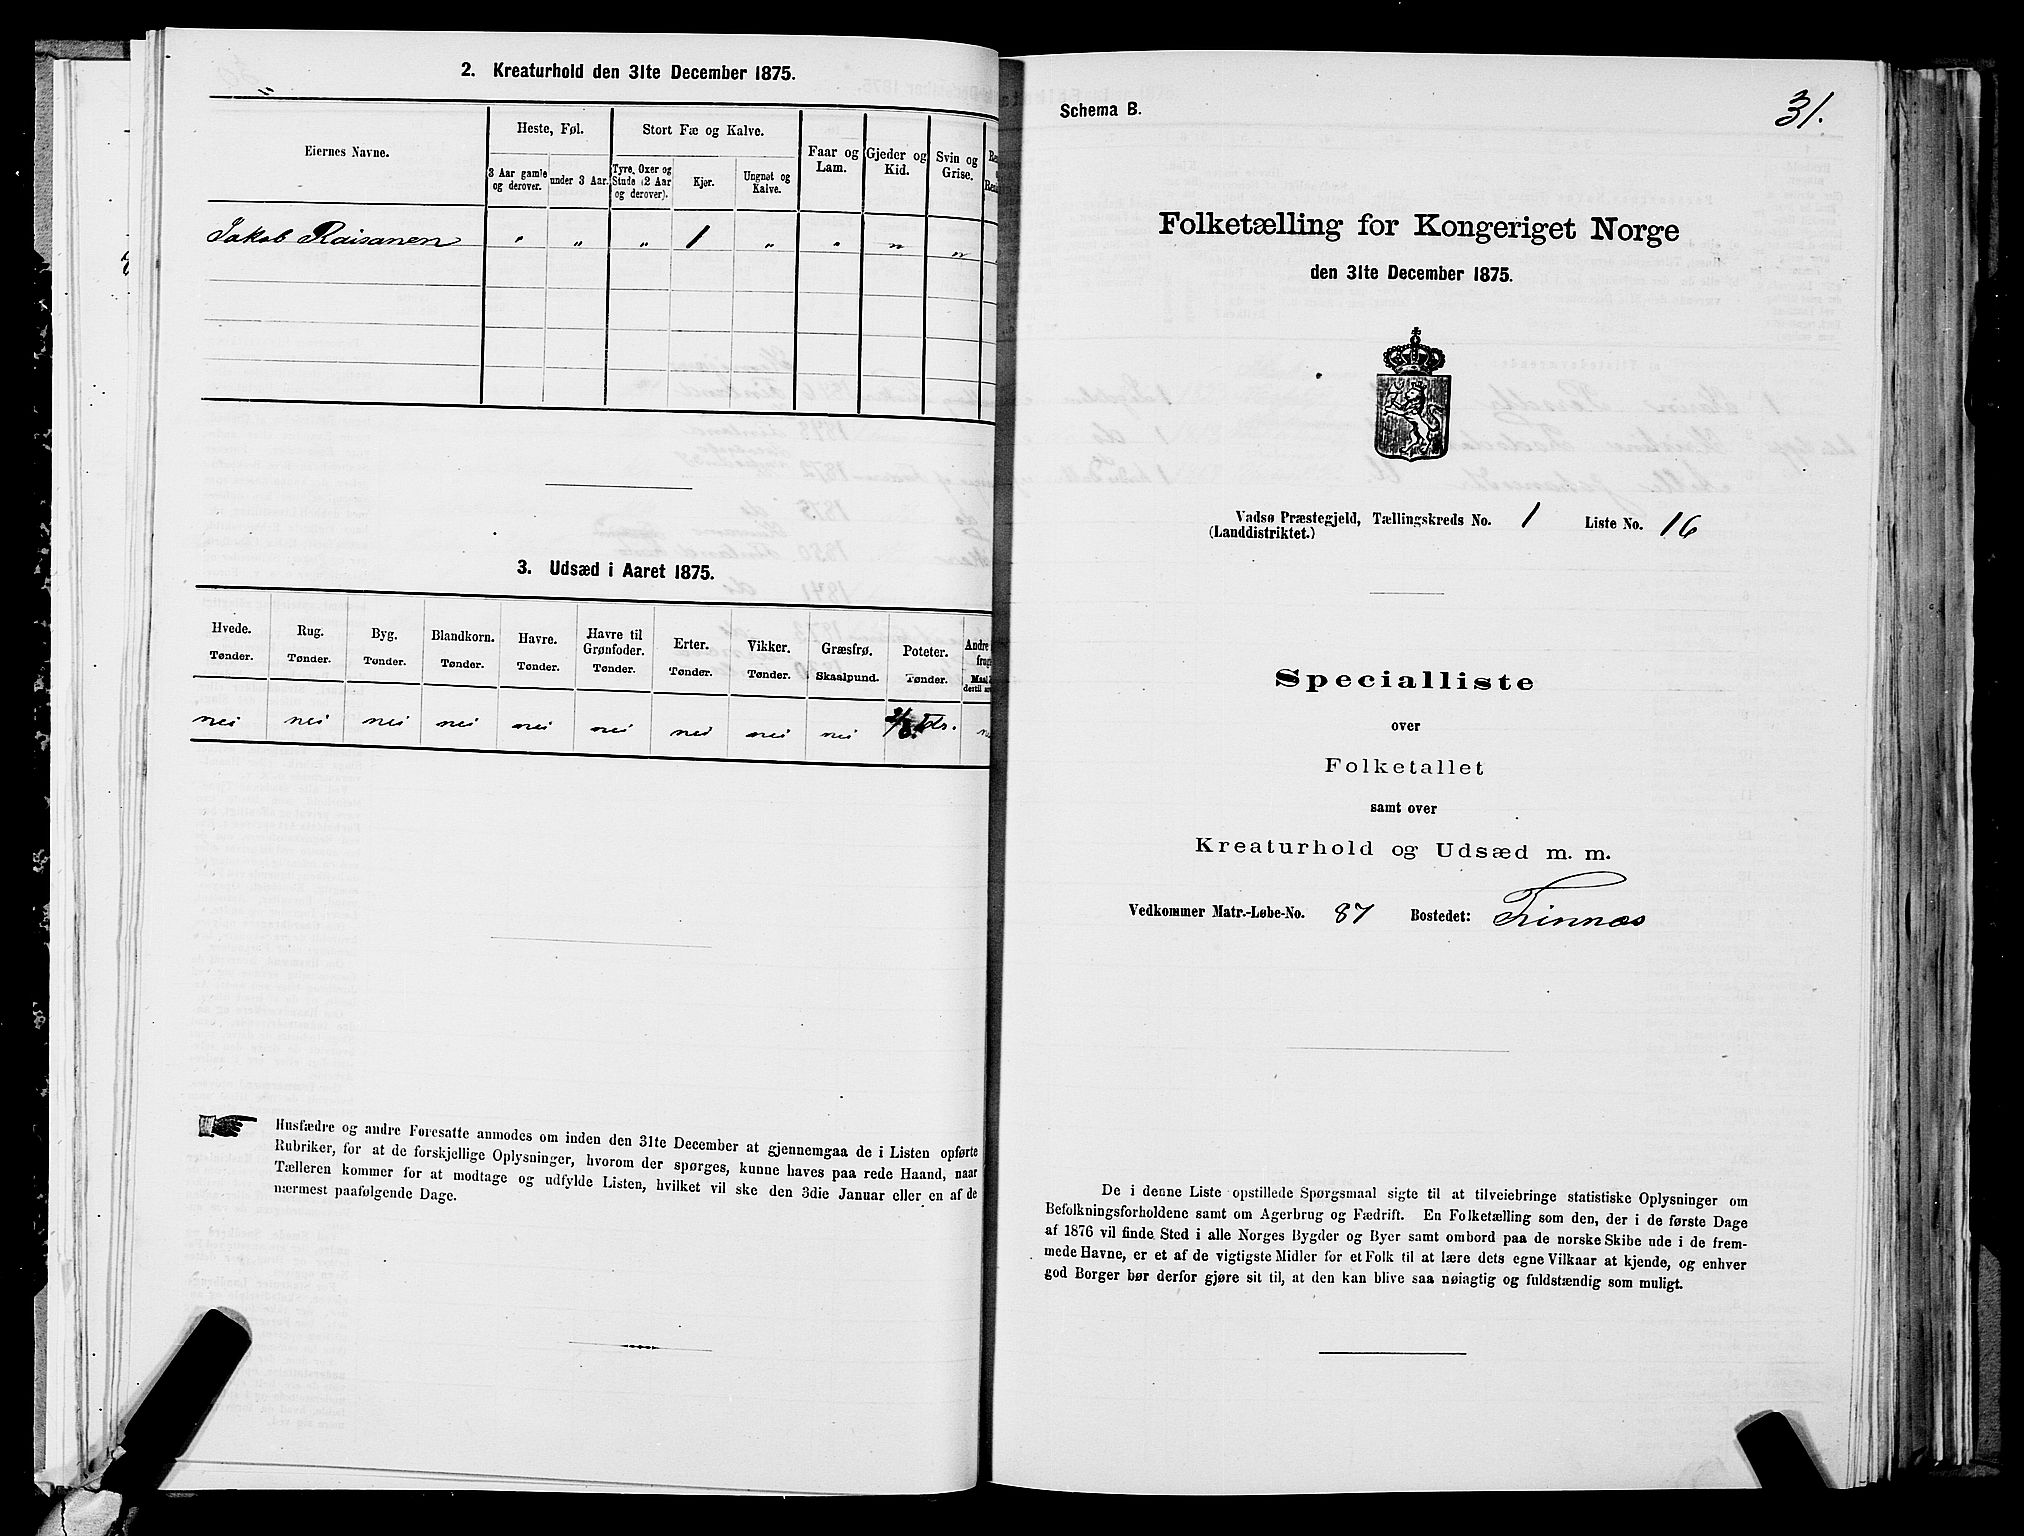 2. Kreaturhold den 31te December 1875.
Eiernes Navne.
Heste, Føl.
Stort Fæ og Kalve.
Faar og
Lam.
Gjeder og
Kid.
Svin og
Grise.
3 Aar gamle
og derover.
under 3 Aar.
Tyre, Oxer og
Stude (2 Aar
og derover).
Kjør.
Ungnøt og
Kalve.
Jakob Raisanen " " " 1 " " " "
3. Udsæd i Aaret 1875.
Hvede. Rug. Byg. Blandkorn. Havre. Havre til Grønfoder. Erter. Vikker. Græsfrø. Poteter. Andre
Tønder. Tønder. Tønder. Tønder. Tønder. Tønder. Tønder. Tønder. Skaalpund. Tønder.
nei nei nei nei nei nei nei nei nei Tdr.
Husfædre og andre Foresatte anmodes om inden den 31te December at gjennemgaa de i Listen opførte
Rubriker, for at de forskjellige Oplysninger, hvorom der spørges, kunne haves paa rede Haand, naar
Tælleren kommer for at modtage og udfylde Listen, hvilket vil ske den 3die Januar eller en af de
nærmest paafølgende Dage.
Schema B.
31.
Folketælling for Kongeriget Norge
den 31te December 1875.
Vadsø Præstegjeld, Tællingskreds No. 1 Liste No. 16
(Landdistriktet.)
Specialliste
over
Folketallet
samt over
Kreaturhold og Udsæd m. m.
Vedkommer Matr.-Løbe-No. 87 Bostedet: Finnæs
De i denne Liste opstillede Spørgsmaal sigte til at tilveiebringe statistiske Oplysninger om
Befolkningsforholdene samt om Agerbrug og Fædrift. En Folketælling som den, der i de første Dage
af 1876 vil finde Sted i alle Norges Bygder og Byer samt ombord paa de norske Skibe ude i de frem-
mede Havne, er et af de vigtigste Midler for et Folk til at lære dets egne Vilkaar at kjende, og enhver
god Borger bør derfor gjøre sit til, at den kan blive saa nøiagtig og fuldstændig som muligt.